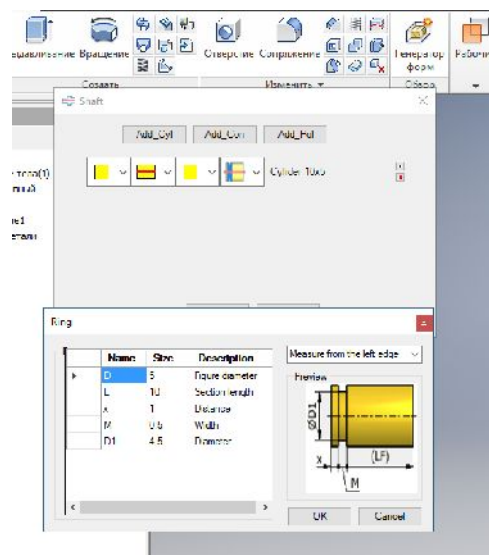 Вращение
Отверстие
Сопряжение
Генератор
форм
Создать
Изменить
Обзор
Shaft
Add_Cyl
Add_Con
Add_Hol
Cylinder 10x5
Ring
Name Size Description
D 5 Figure diameter
L 10 Section length
x 1 Distance
M 0.5 Width
D1 4.5 Diameter
Measure from the left edge
Preview
ØD1
x
(LF)
M
OK
Cancel